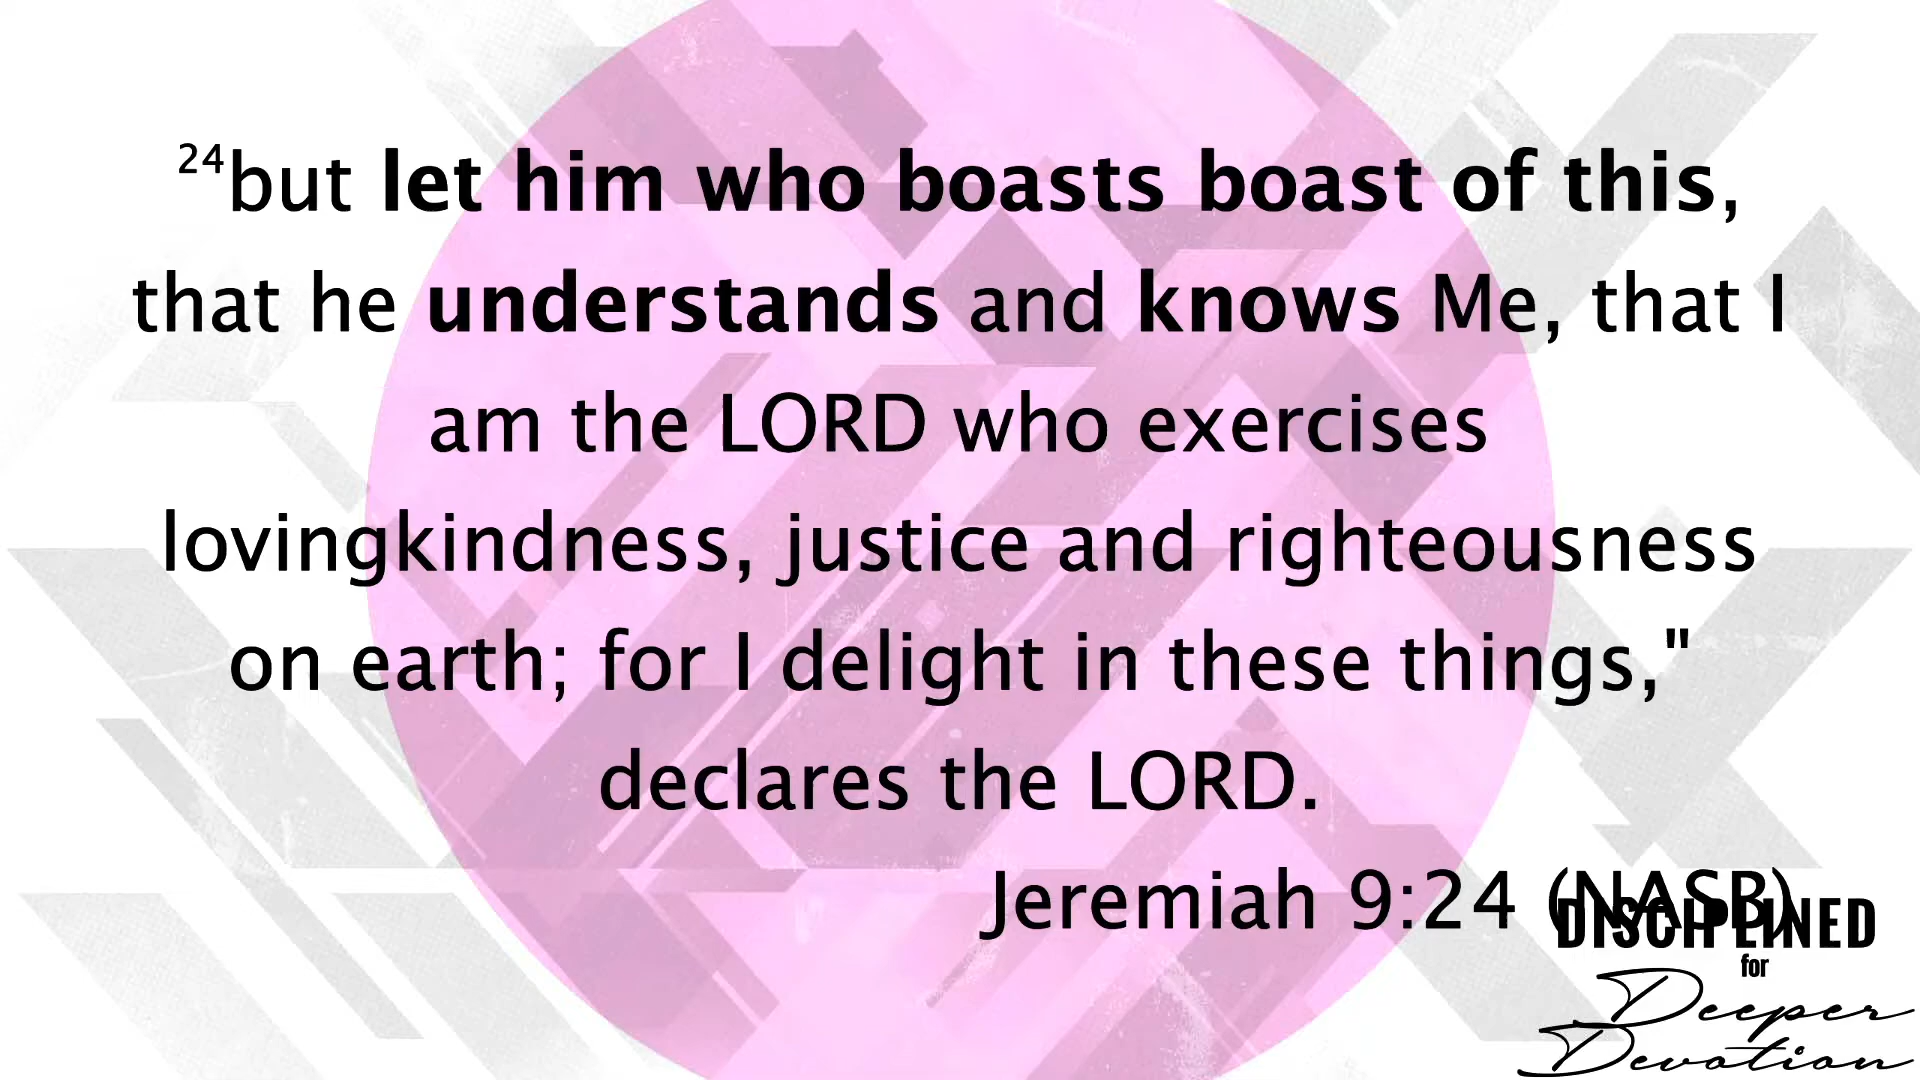 24but let him who boasts boast of this,
that he understands and knows Me, that I
am the LORD who exercises
lovingkindness, justice and righteousness
on earth; for I delight in these things,"
declares the LORD.
Jeremiah 9:24 (NASB)
DISCIPLINED
for
Deeper
Devotion